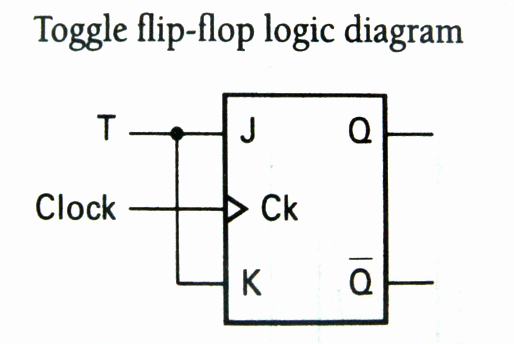 Toggle flip-flop logic diagram
T J Q
Clock Ck
K Q̅